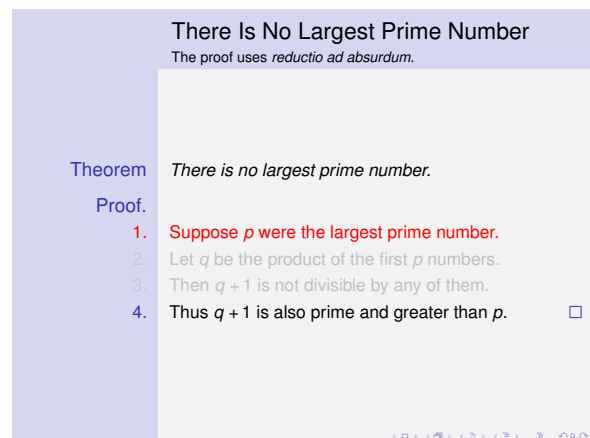 There Is No Largest Prime Number
The proof uses reductio ad absurdum.
Theorem There is no largest prime number.
Proof.
1. Suppose p were the largest prime number.
2. Let q be the product of the first p numbers.
3. Then q + 1 is not divisible by any of them.
4. Thus q + 1 is also prime and greater than p. □